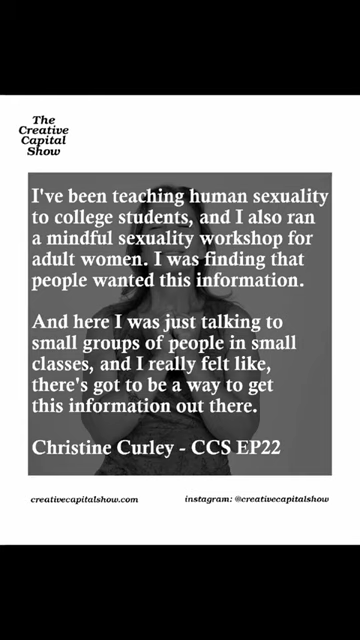 The
Creative
Capital
Show
I've been teaching human sexuality
to college students, and I also ran
a mindful sexuality workshop for
adult women. I was finding that
people wanted this information.
And here I was just talking to
small groups of people in small
classes, and I really felt like,
there's got to be a way to get
this information out there.
Christine Curley - CCS EP22
creativecapitalshow.com
instagram: @creativecapitalshow